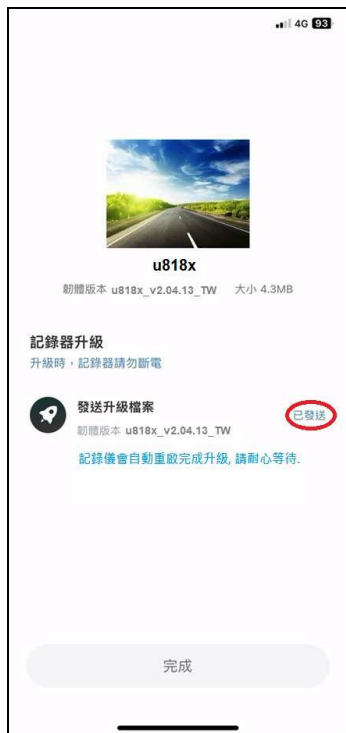 4G 93
u818x
韌體版本 u818x_v2.04.13_TW 大小 4.3MB
記錄器升級
升級時，記錄器請勿斷電
發送升級檔案
已發送
韌體版本 u818x_v2.04.13_TW
記錄儀會自動重啟完成升級, 請耐心等待.
完成